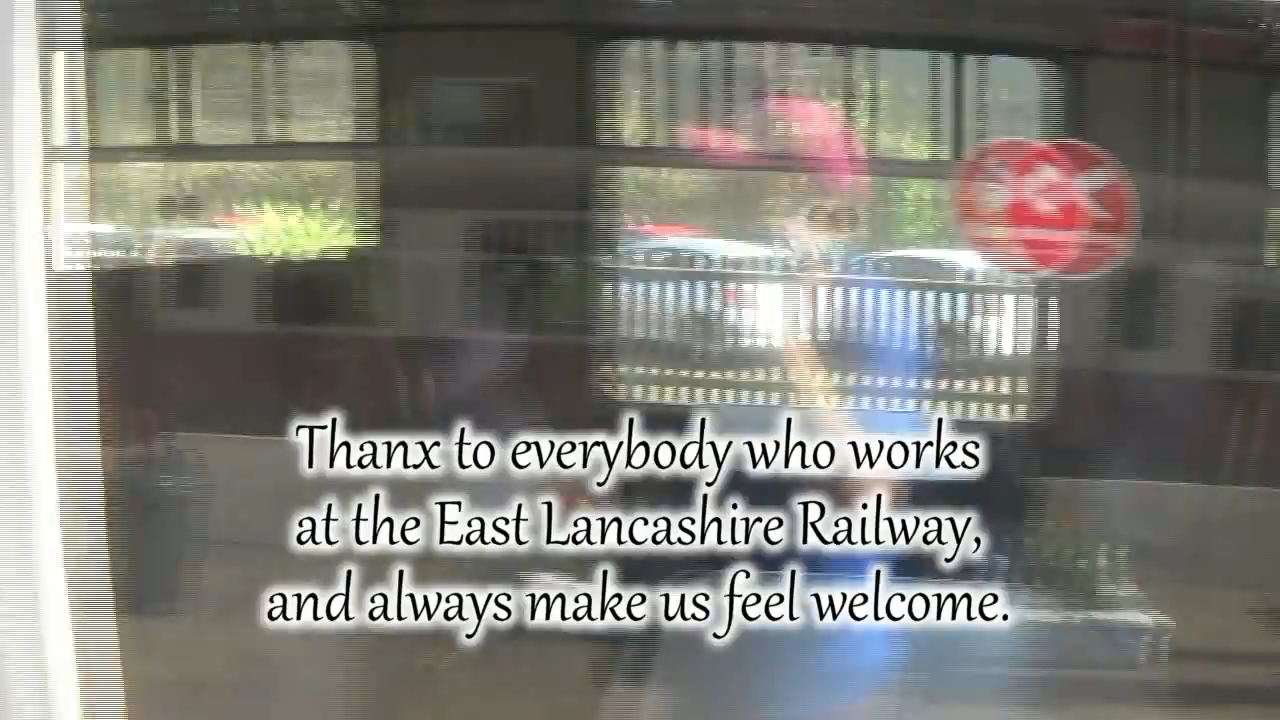 Thanx to everybody who works
at the East Lancashire Railway,
and always make us feel welcome.